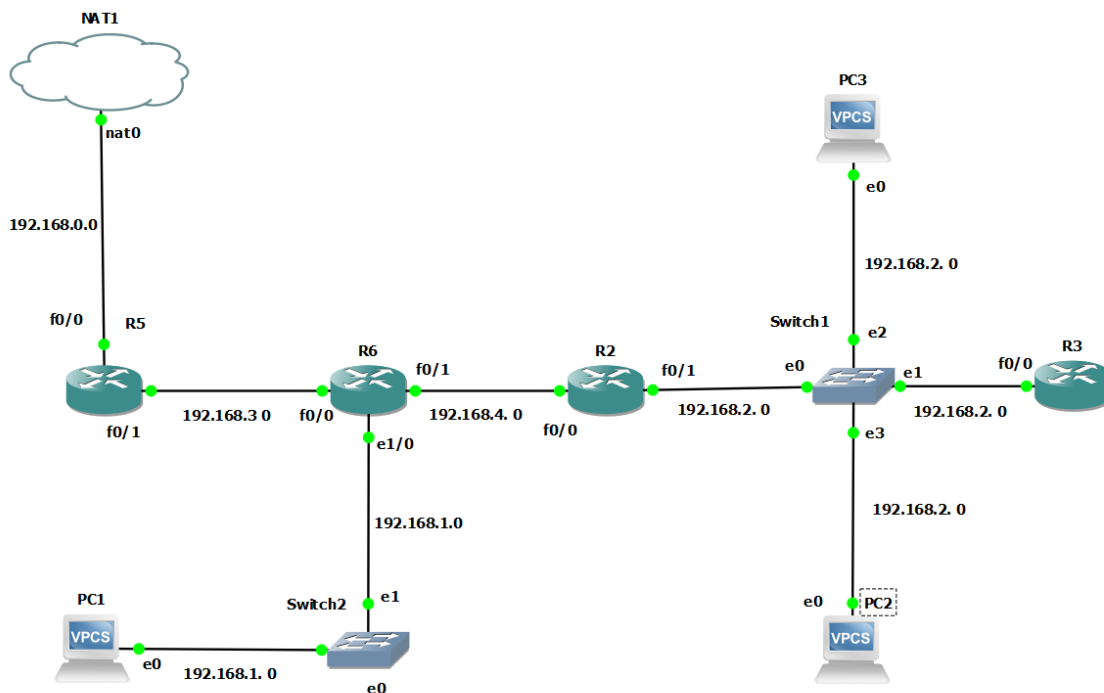 NAT1
nat0
192.168.0.0
f0/0
R5
f0/1
192.168.3 0
f0/0
R6
f0/1
192.168.4. 0
e1/0
R2
f0/0
f0/1
192.168.2. 0
PC3
VPCS
e0
192.168.2. 0
Switch1
e2
e0
e1
e3
192.168.2. 0
f0/0
R3
192.168.2. 0
e0
PC2
VPCS
192.168.1.0
e1
Switch2
PC1
VPCS
e0
192.168.1. 0
e0